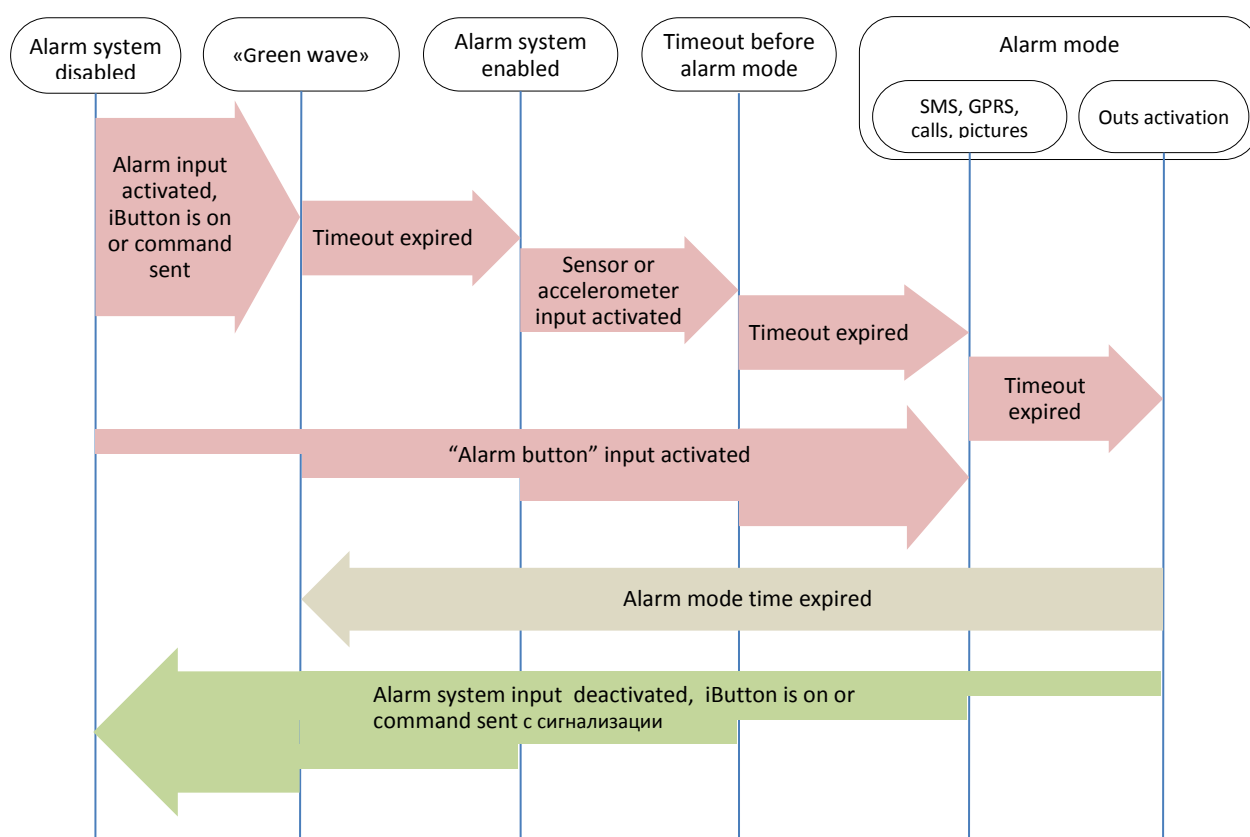 Alarm system
disabled
«Green wave»
Alarm system
enabled
Timeout before
alarm mode
Alarm mode
SMS, GPRS,
calls, pictures
Outs activation
Alarm input
activated,
iButton is on
or command
sent
Timeout expired
Sensor or
accelerometer
input activated
Timeout expired
Timeout
expired
“Alarm button” input activated
Alarm mode time expired
Alarm system input deactivated, iButton is on or
command sent с сигнализации